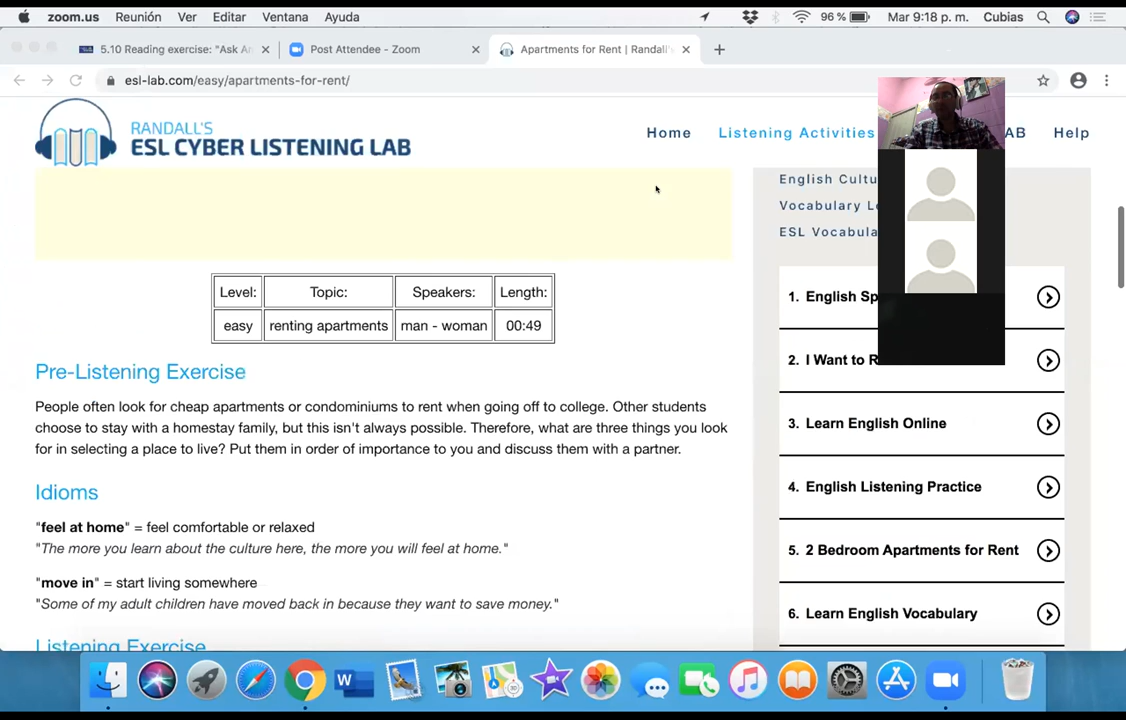 zoom.us Reunión Ver Editar Ventana Ayuda 96 % Mar 9:18 p. m. Cubias
5.10 Reading exercise: "Ask A Post Attendee - Zoom Apartments for Rent | Randall'
esl-lab.com/easy/apartments-for-rent/
RANDALL'S
ESL CYBER LISTENING LAB
Home Listening Activities AB Help
English Cultu
Vocabulary L
ESL Vocabula
Level: Topic: Speakers: Length:
easy renting apartments man - woman 00:49
1. English Sp
2. I Want to R
3. Learn English Online
4. English Listening Practice
5. 2 Bedroom Apartments for Rent
6. Learn English Vocabulary
Pre-Listening Exercise
People often look for cheap apartments or condominiums to rent when going off to college. Other students
choose to stay with a homestay family, but this isn't always possible. Therefore, what are three things you look
for in selecting a place to live? Put them in order of importance to you and discuss them with a partner.
Idioms
"feel at home" = feel comfortable or relaxed
"The more you learn about the culture here, the more you will feel at home."
"move in" = start living somewhere
"Some of my adult children have moved back in because they want to save money."
Listening Exercise